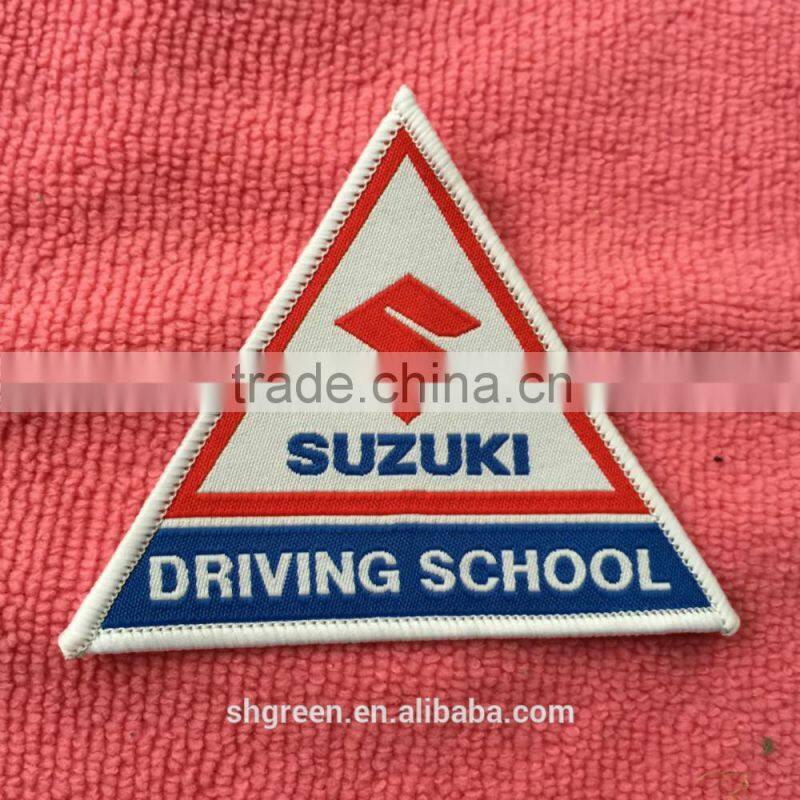 trade.china.cn
SUZUKI
DRIVING SCHOOL
shgreen.en.alibaba.com